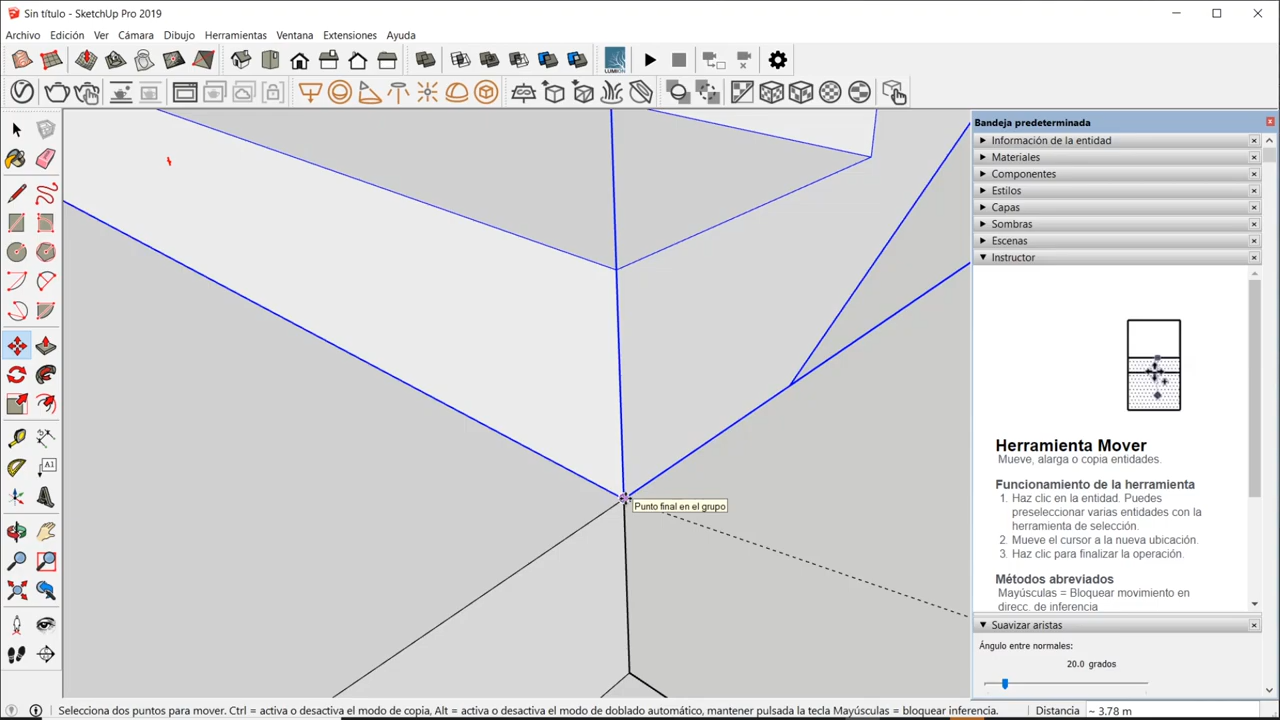 Sin título - SketchUp Pro 2019
Archivo Edición Ver Cámara Dibujo Herramientas Ventana Extensiones Ayuda
LUMION
A1
Puntofinal en el grupo
Bandeja predeterminada
Información de la entidad
Materiales
Componentes
Estilos
Capas
Sombras
Escenas
Instructor
Herramienta Mover
Mueve, alarga o copia entidades.
Funcionamiento de la herramienta
1. Haz clic en la entidad. Puedes
preseleccionar varias entidades con la
herramienta de selección.
2. Mueve el cursor a la nueva ubicación.
3. Haz clic para finalizar la operación.
Métodos abreviados
Mayúsculas = Bloquear movimiento en
direcc. de inferencia
Suavizar aristas
Ángulo entre normales:
20.0 grados
Selecciona dos puntos para mover. Ctrl = activa o desactiva el modo de copia, Alt = activa o desactiva el modo de doblado automático, mantener pulsada la tecla Mayúsculas = bloquear inferencia. Distancia ~ 3.78 m